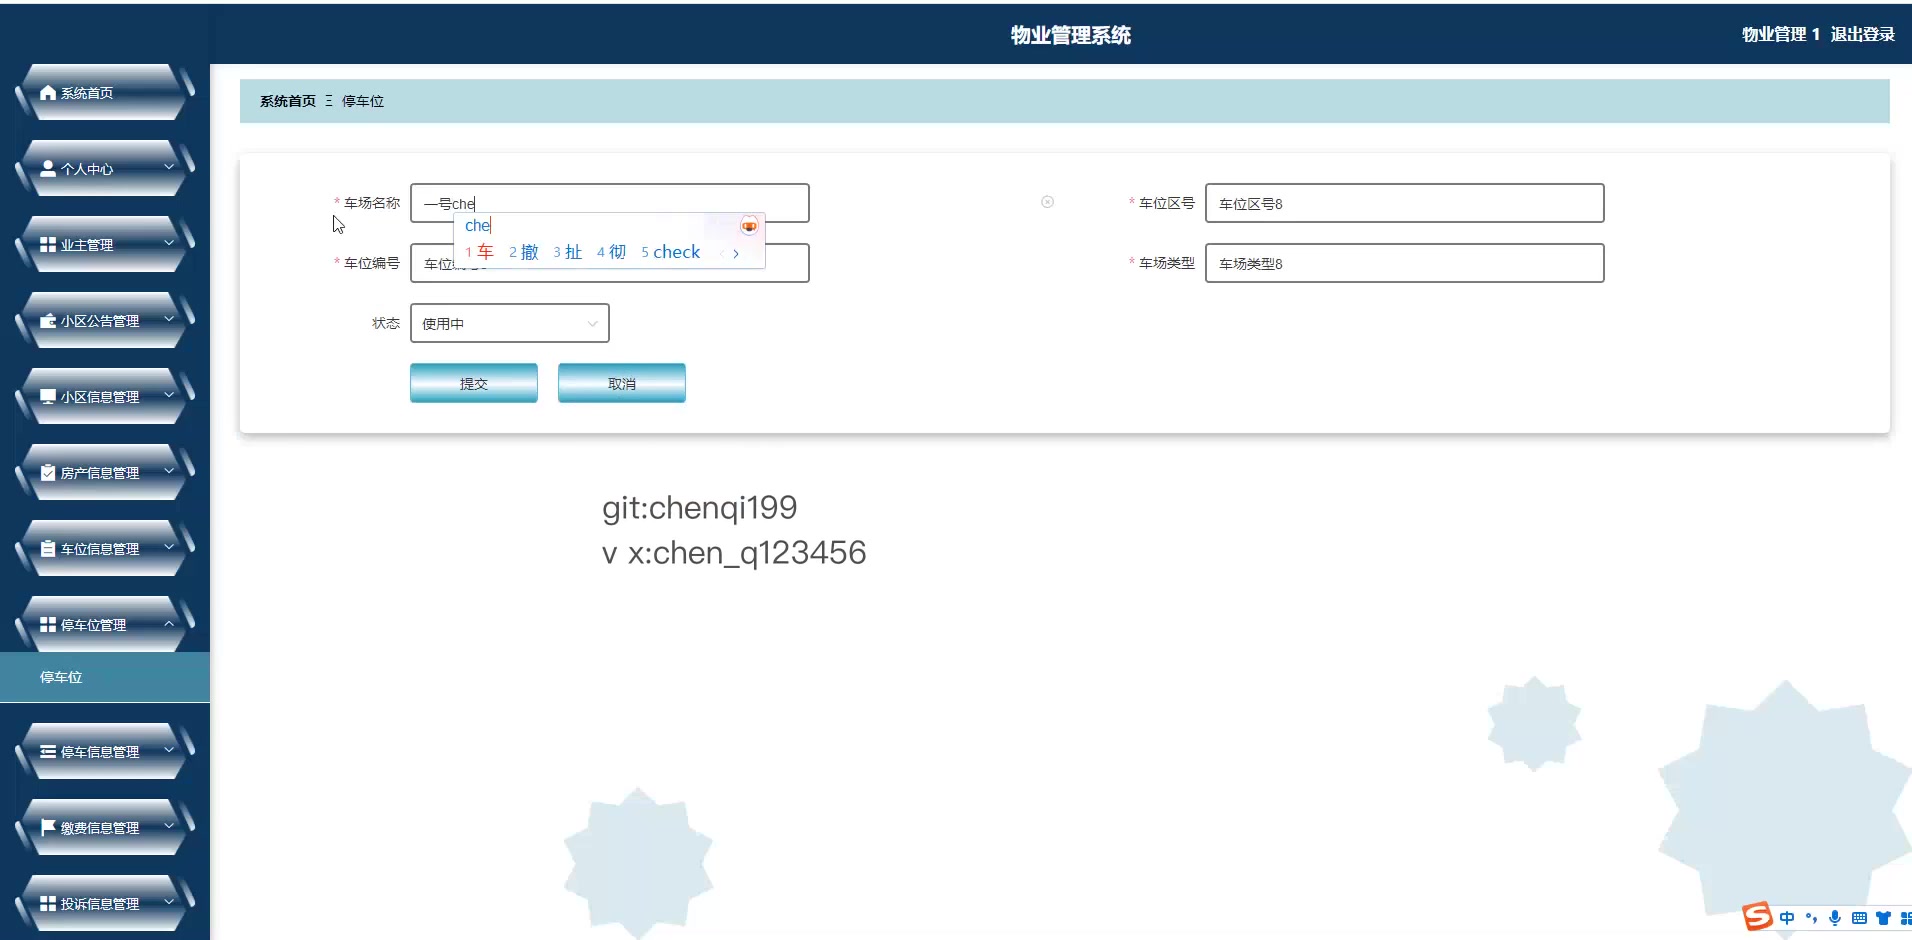 物业管理系统
物业管理 1 退出登录
系统首页
个人中心
业主管理
小区公告管理
小区信息管理
房产信息管理
车位信息管理
停车位管理
停车位
停车信息管理
缴费信息管理
投诉信息管理
系统首页 Ξ 停车位
* 车场名称 一号che
* 车位区号 车位区号8
che
1 车 2 撤 3 扯 4 彻 5 check
* 车位编号 车位
* 车场类型 车场类型8
状态 使用中
提交 取消
git:chenqi199
v x:chen_q123456
S 中